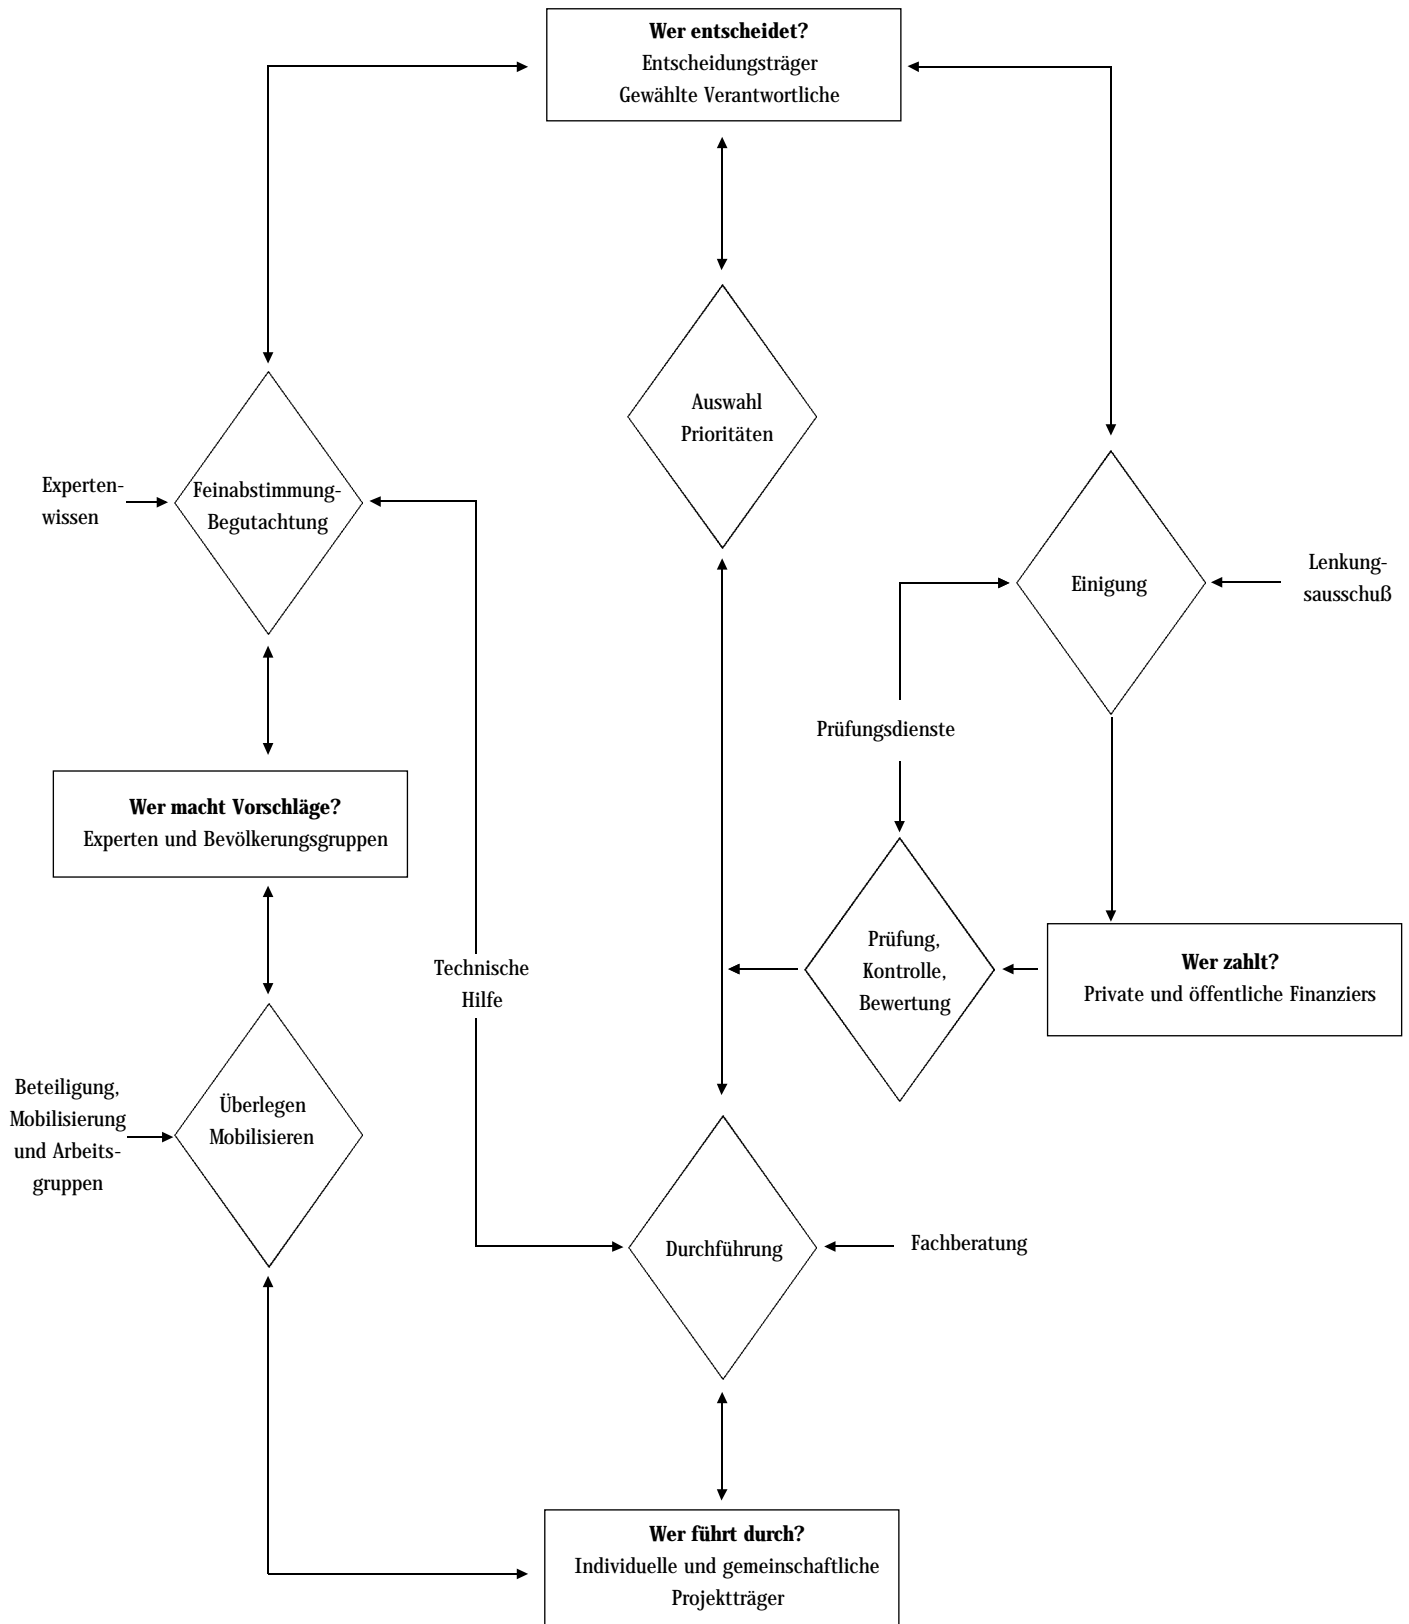 Wer entscheidet?
Entscheidungsträger
Gewählte Verantwortliche
Auswahl
Prioritäten
Experten-
wissen
Feinabstimmung-
Begutachtung
Einigung
Lenkung-
sausschuß
Prüfungsdienste
Wer macht Vorschläge?
Experten und Bevölkerungsgruppen
Technische
Hilfe
Prüfung,
Kontrolle,
Bewertung
Wer zahlt?
Private und öffentliche Finanziers
Beteiligung,
Mobilisierung
und Arbeits-
gruppen
Überlegen
Mobilisieren
Durchführung
Fachberatung
Wer führt durch?
Individuelle und gemeinschaftliche
Projektträger